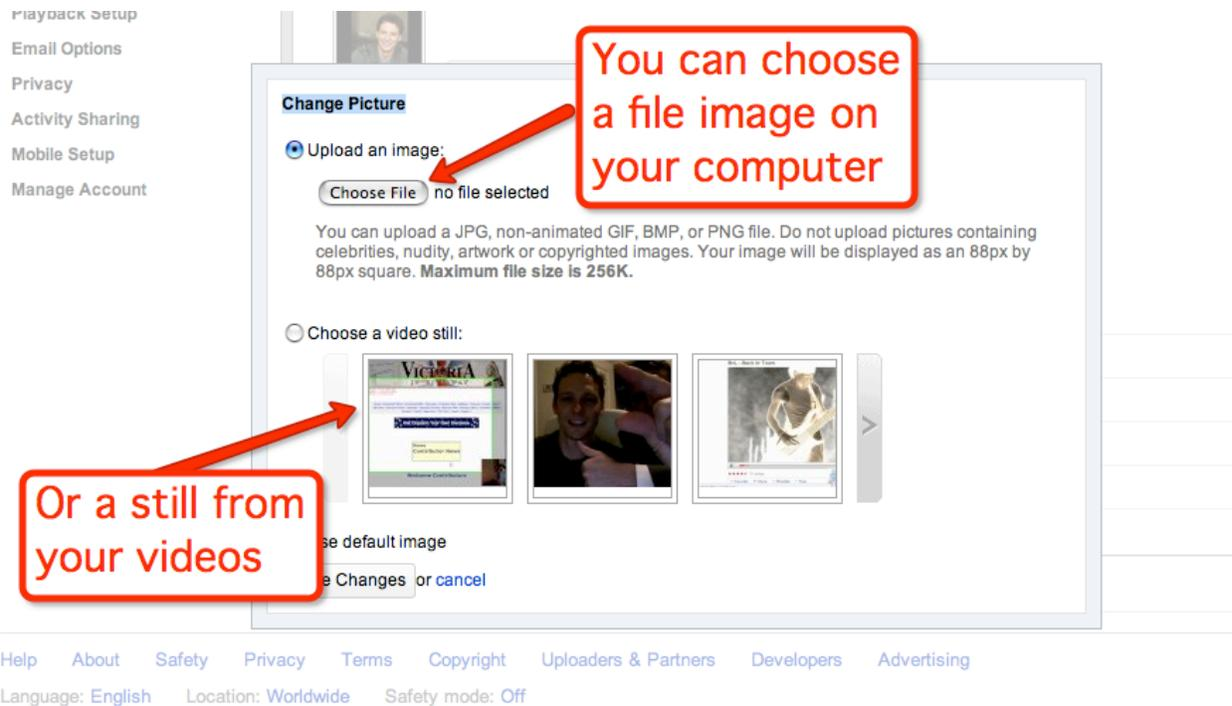 Playback Setup
Email Options
Privacy
Activity Sharing
Mobile Setup
Manage Account
You can choose
a file image on
your computer
Change Picture
Upload an image:
Choose File no file selected
You can upload a JPG, non-animated GIF, BMP, or PNG file. Do not upload pictures containing
celebrities, nudity, artwork or copyrighted images. Your image will be displayed as an 88px by
88px square. Maximum file size is 256K.
Choose a video still:
VICTORIA
Or a still from
your videos
se default image
e Changes or cancel
Help About Safety Privacy Terms Copyright Uploaders & Partners Developers Advertising
Language: English Location: Worldwide Safety mode: Off